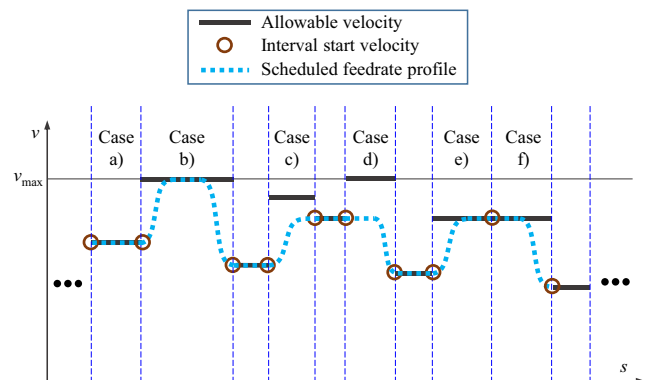 Allowable velocity
Interval start velocity
Scheduled feedrate profile
v
Case a)
Case b)
Case c)
Case d)
Case e)
Case f)
vmax
•••
•••
s